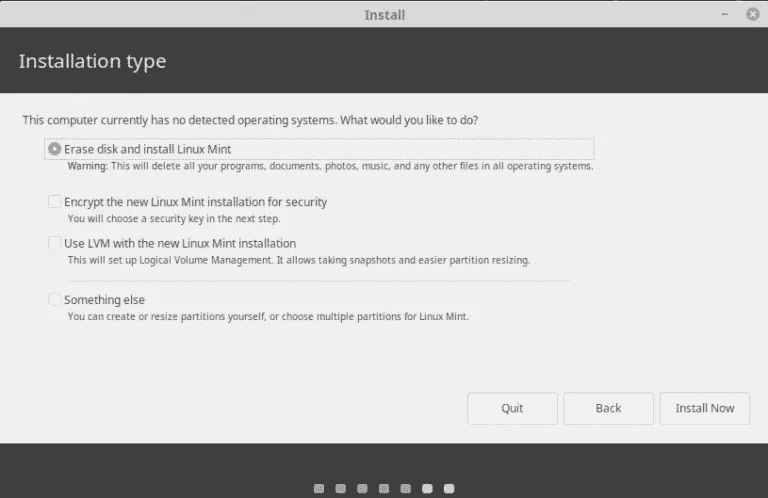 Install
Installation type
This computer currently has no detected operating systems. What would you like to do?
Erase disk and install Linux Mint
Warning: This will delete all your programs, documents, photos, music, and any other files in all operating systems.
Encrypt the new Linux Mint installation for security
You will choose a security key in the next step.
Use LVM with the new Linux Mint installation
This will set up Logical Volume Management. It allows taking snapshots and easier partition resizing.
Something else
You can create or resize partitions yourself, or choose multiple partitions for Linux Mint.
Quit Back Install Now